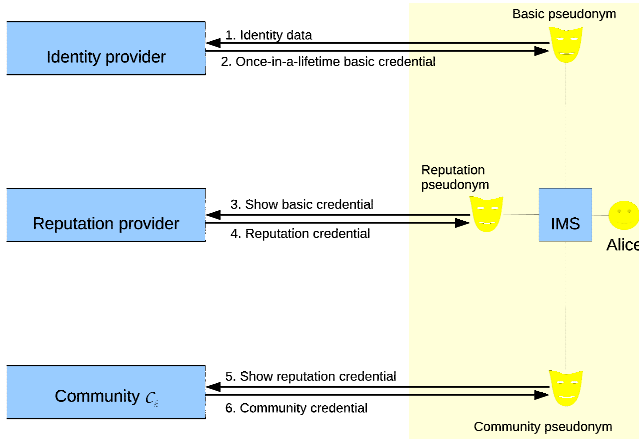 Basic pseudonym
1. Identity data
Identity provider
2. Once-in-a-lifetime basic credential
Reputation
pseudonym
3. Show basic credential
Reputation provider
4. Reputation credential
IMS
Alice
5. Show reputation credential
Community
6. Community credential
Community pseudonym